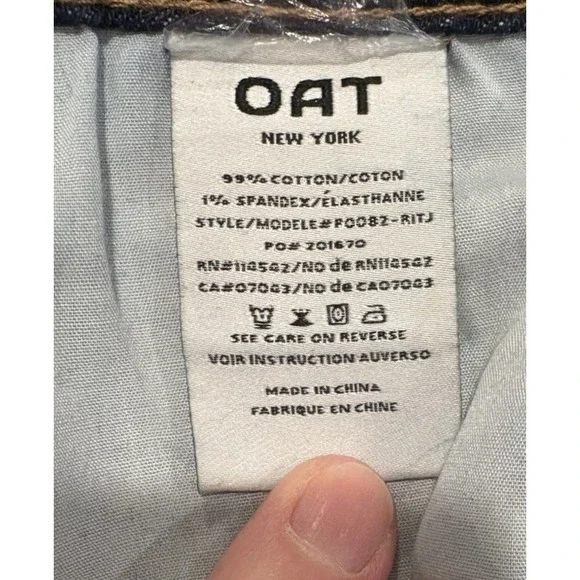 OAT
NEW YORK
99% COTTON/COTON
1% SPANDEX/ÉLASTHANNE
STYLE/MODELE#P0082-RITJ
PO# 201670
RN#114542/NO de RN114542
CA#07043/NO de CA07043
SEE CARE ON REVERSE
VOIR INSTRUCTION AUVERSO
MADE IN CHINA
FABRIQUE EN CHINE